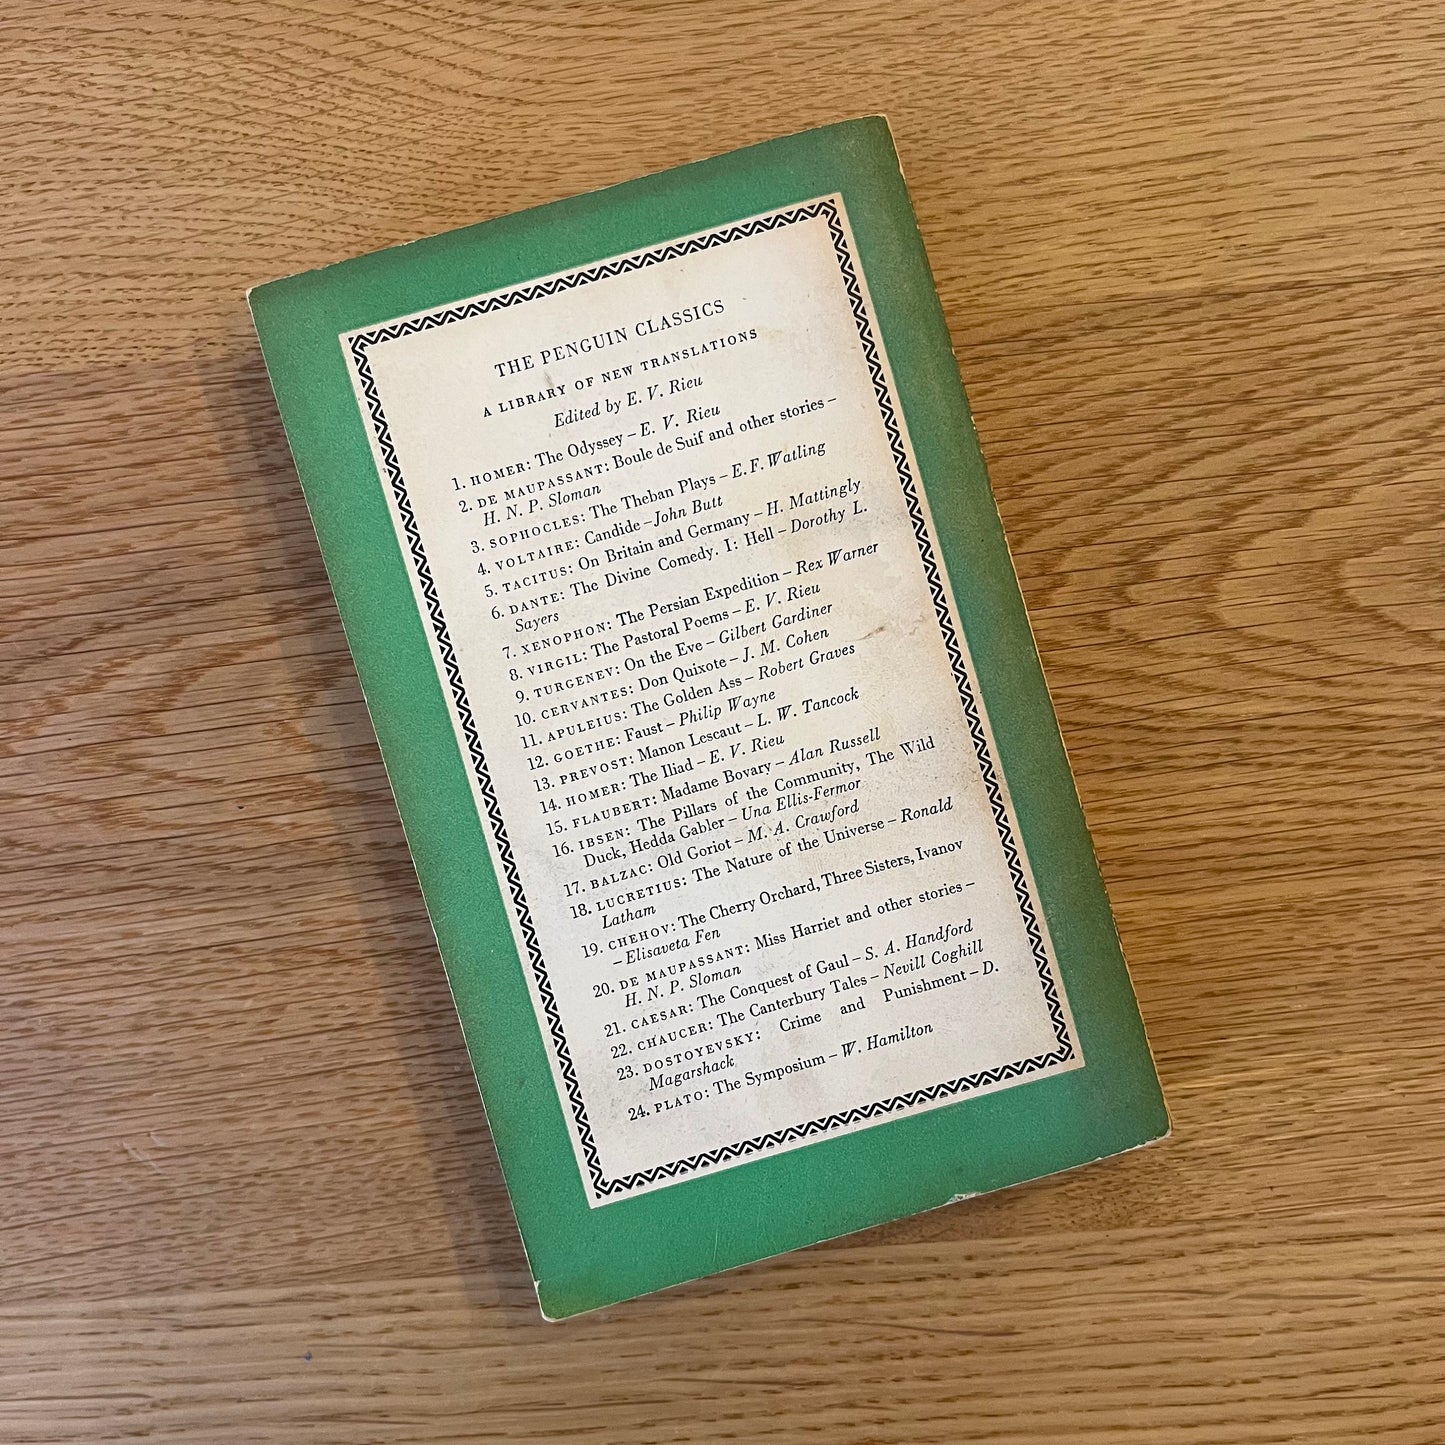 THE PENGUIN CLASSICS
A LIBRARY OF NEW TRANSLATIONS
Edited by E. V. Rieu
1. HOMER: The Odyssey – E. V. Rieu
2. DE MAUPASSANT: Boule de Suif and other stories –
H. N. P. Sloman
3. SOPHOCLES: The Theban Plays – E. F. Watling
4. VOLTAIRE: Candide – John Butt
5. TACITUS: On Britain and Germany – H. Mattingly
6. DANTE: The Divine Comedy. I: Hell – Dorothy L.
Sayers
7. XENOPHON: The Persian Expedition – Rex Warner
8. VIRGIL: The Pastoral Poems – E. V. Rieu
9. TURGENEV: On the Eve – Gilbert Gardiner
10. CERVANTES: Don Quixote – J. M. Cohen
11. APULEIUS: The Golden Ass – Robert Graves
12. GOETHE: Faust – Philip Wayne
13. PREVOST: Manon Lescaut – L. W. Tancock
14. HOMER: The Iliad – E. V. Rieu
15. FLAUBERT: Madame Bovary – Alan Russell
16. IBSEN: The Pillars of the Community, The Wild
Duck, Hedda Gabler – Una Ellis-Fermor
17. BALZAC: Old Goriot – M. A. Crawford
18. LUCRETIUS: The Nature of the Universe – Ronald
Latham
19. CHEHOV: The Cherry Orchard, Three Sisters, Ivanov
– Elisaveta Fen
20. DE MAUPASSANT: Miss Harriet and other stories –
H. N. P. Sloman
21. CAESAR: The Conquest of Gaul – S. A. Handford
22. CHAUCER: The Canterbury Tales – Nevill Coghill
23. DOSTOYEVSKY: Crime and Punishment – D.
Magarshack
24. PLATO: The Symposium – W. Hamilton